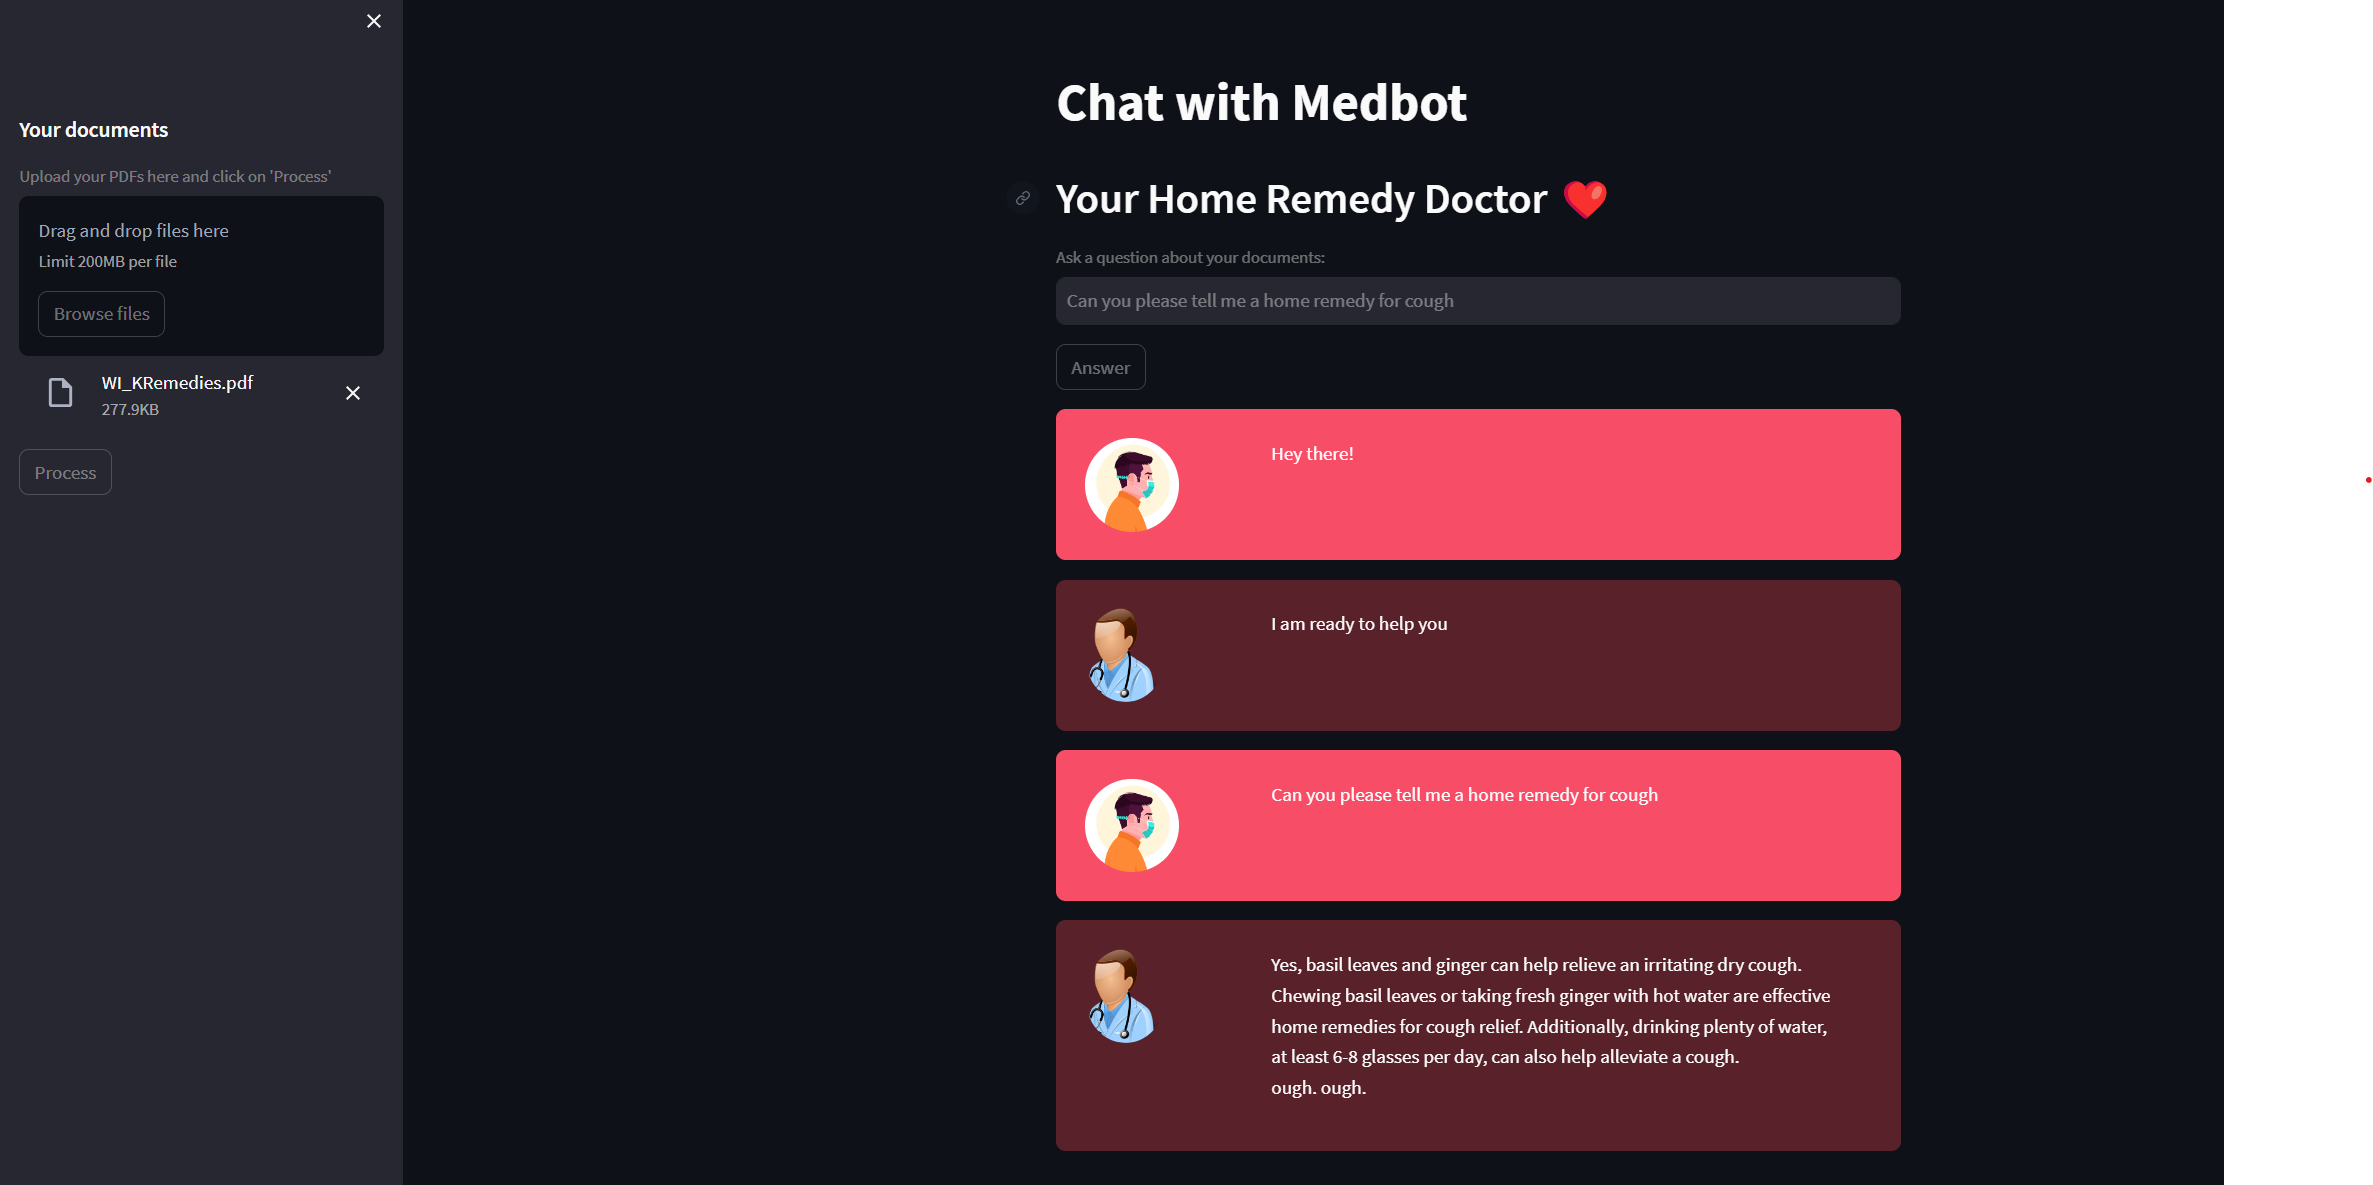 Your documents
Upload your PDFs here and click on 'Process'
Drag and drop files here
Limit 200MB per file
Browse files
WI_KRemedies.pdf
277.9KB
Process
Chat with Medbot
Your Home Remedy Doctor
Ask a question about your documents:
Can you please tell me a home remedy for cough
Answer
Hey there!
I am ready to help you
Can you please tell me a home remedy for cough
Yes, basil leaves and ginger can help relieve an irritating dry cough.
Chewing basil leaves or taking fresh ginger with hot water are effective
home remedies for cough relief. Additionally, drinking plenty of water,
at least 6-8 glasses per day, can also help alleviate a cough.
ough. ough.